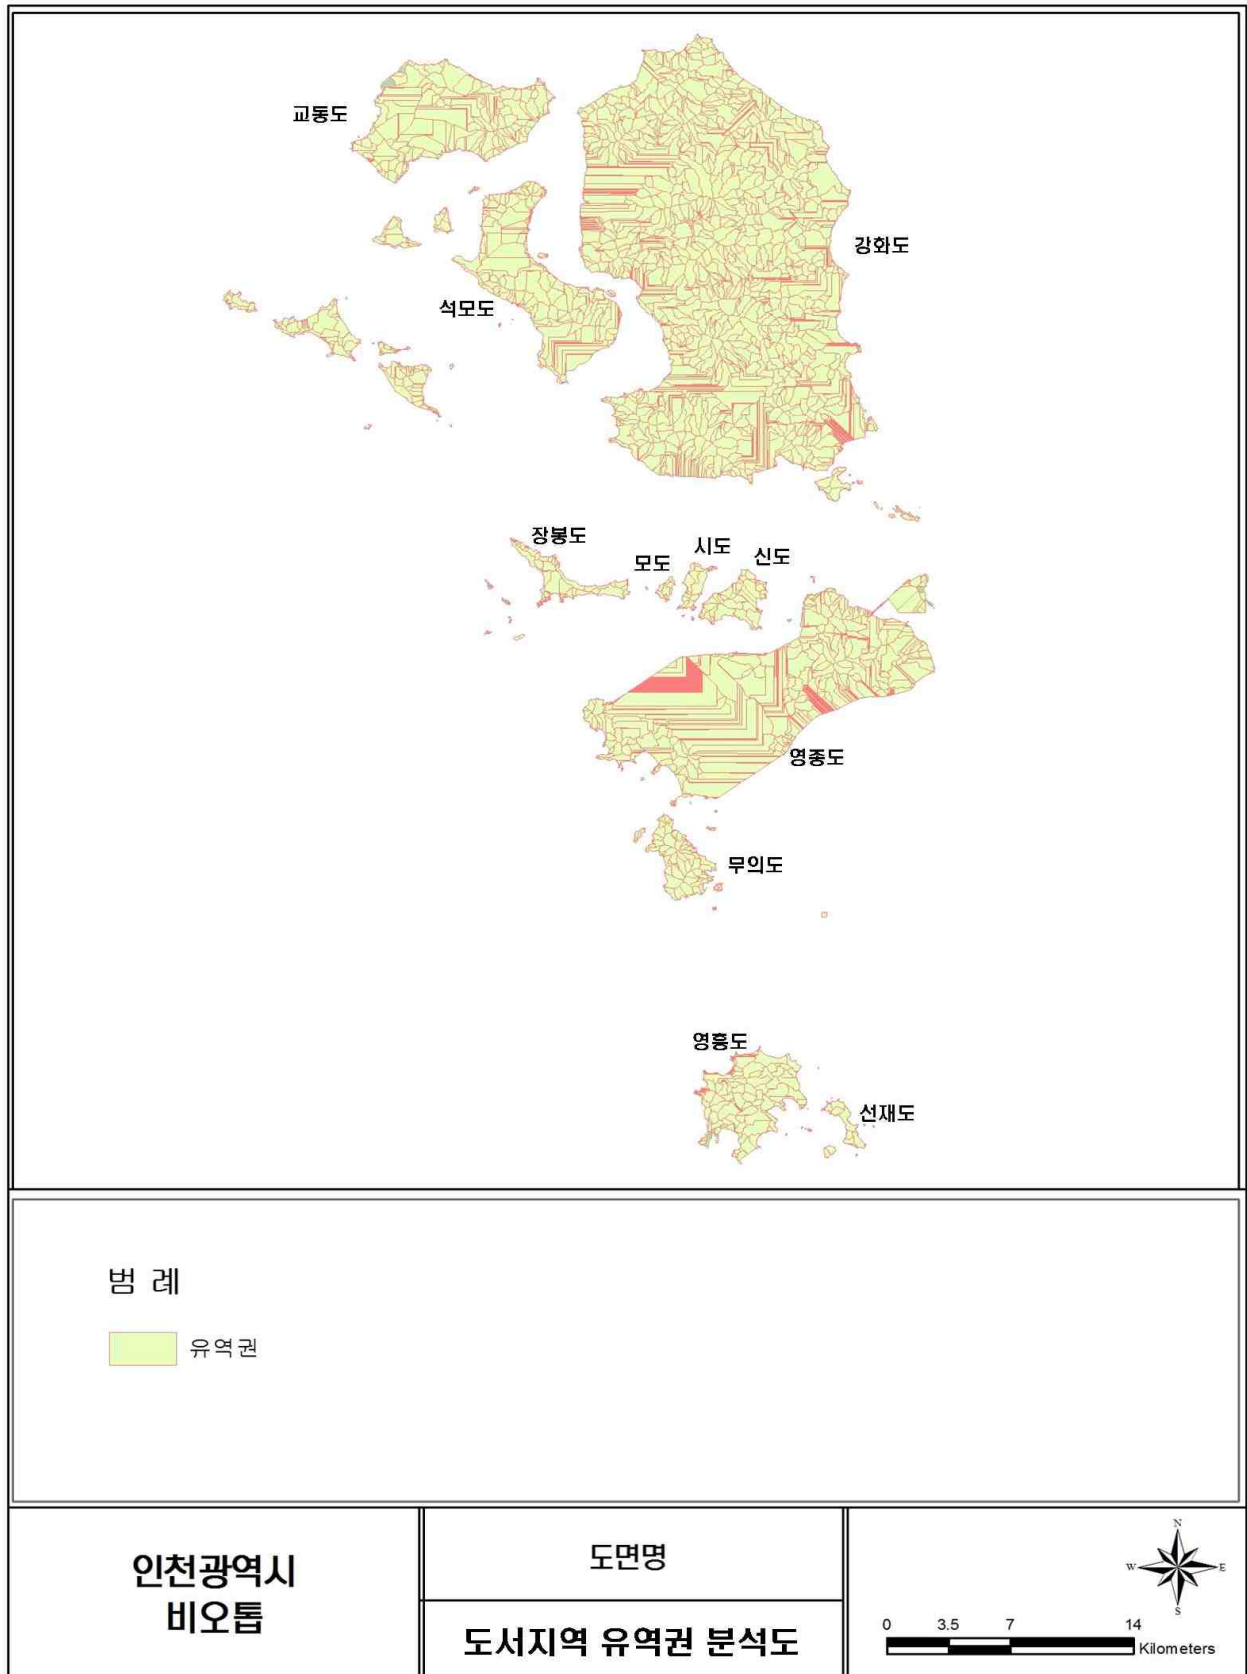 교동도
강화도
석모도
장봉도
모도
시도
신도
영종도
무의도
영흥도
선재도
범 례
유역권
인천광역시
비오톱
도면명
도서지역 유역권 분석도
N
W
E
S
0 3.5 7 14
Kilometers